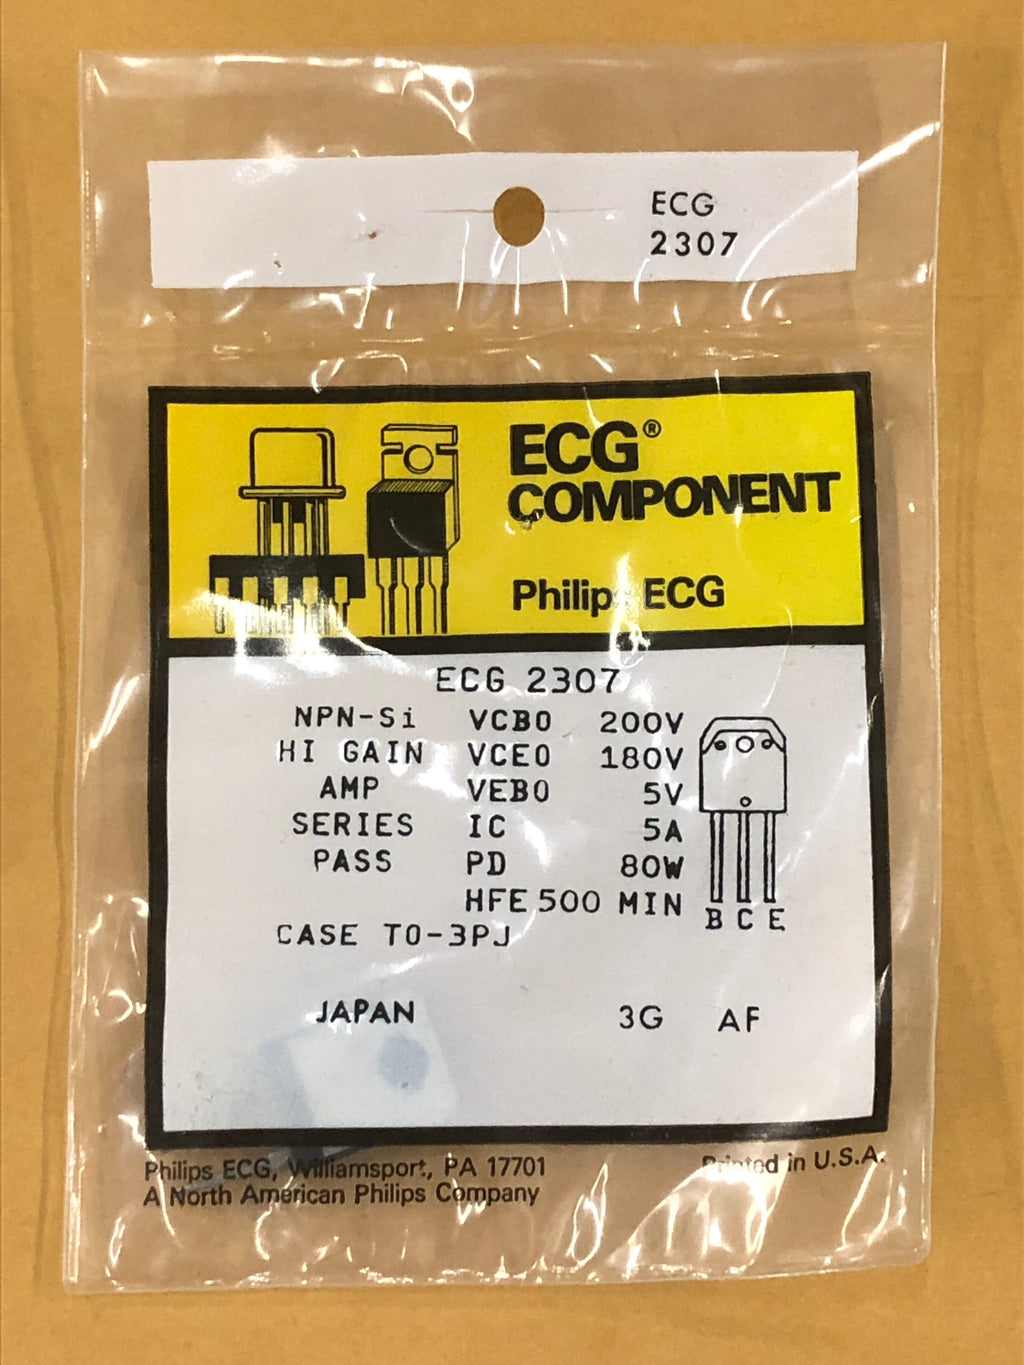 ECG
2307
ECG®
COMPONENT
Philips ECG
ECG 2307
NPN-Si VCBO 200V
HI GAIN VCEO 180V
AMP VEBO 5V
SERIES IC 5A
PASS PD 80W
HFE 500 MIN
B C E
CASE TO-3PJ
JAPAN 3G AF
Philips ECG, Williamsport, PA 17701
A North American Philips Company
Printed in U.S.A.